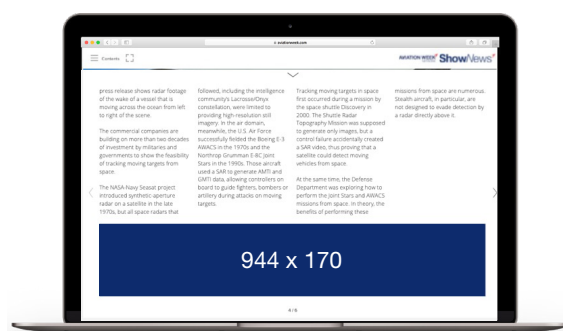 aviationweek.com
Contents
AVIATION WEEK ShowNews
press release shows radar footage
of the wake of a vessel that is
moving across the ocean from left
to right of the scene.
The commercial companies are
building on more than two decades
of investment by militaries and
governments to show the feasibility
of tracking moving targets from
space.
The NASA-Navy Seasat project
introduced synthetic-aperture
radar on a satellite in the late
1970s, but all space radars that
followed, including the intelligence
community's Lacrosse/Onyx
constellation, were limited to
providing high-resolution still
imagery. In the air domain,
meanwhile, the U.S. Air Force
successfully fielded the Boeing E-3
AWACS in the 1970s and the
Northrop Grumman E-8C Joint
Stars in the 1990s. Those aircraft
used a SAR to generate AMTI and
GMTI data, allowing controllers on
board to guide fighters, bombers or
artillery during attacks on moving
targets.
Tracking moving targets in space
first occurred during a mission by
the space shuttle Discovery in
2000. The Shuttle Radar
Topography Mission was supposed
to generate only images, but a
control failure accidentally created
a SAR video, thus proving that a
satellite could detect moving
vehicles from space.
At the same time, the Defense
Department was exploring how to
perform the Joint Stars and AWACS
missions from space. In theory, the
benefits of performing these
missions from space are numerous.
Stealth aircraft, in particular, are
not designed to evade detection by
a radar directly above it.
944 x 170
4 / 6